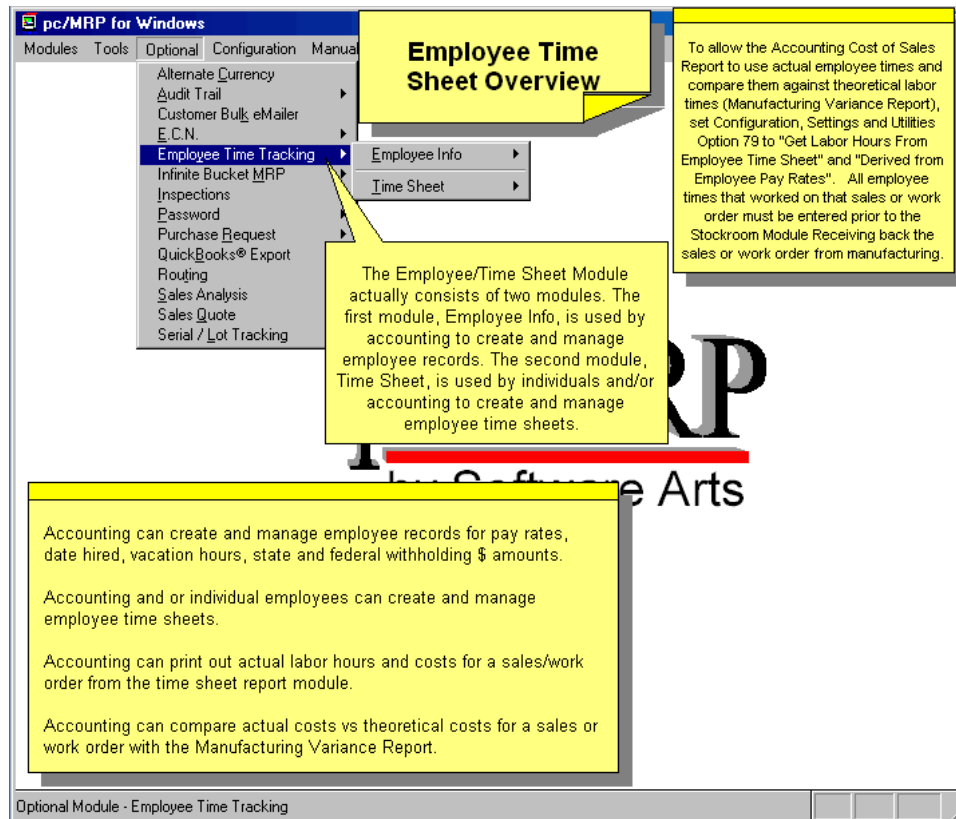 pc/MRP for Windows
Modules Tools Optional Configuration Manual
Employee Time
Sheet Overview
To allow the Accounting Cost of Sales
Report to use actual employee times and
compare them against theoretical labor
times (Manufacturing Variance Report),
set Configuration, Settings and Utilities
Option 79 to "Get Labor Hours From
Employee Time Sheet" and "Derived from
Employee Pay Rates". All employee
times that worked on that sales or work
order must be entered prior to the
Stockroom Module Receiving back the
sales or work order from manufacturing.
Alternate Currency
Audit Trail
Customer Bulk eMailer
E.C.N.
Employee Time Tracking
Infinite Bucket MRP
Inspections
Password
Purchase Request
QuickBooks® Export
Routing
Sales Analysis
Sales Quote
Serial / Lot Tracking
Employee Info
Time Sheet
The Employee/Time Sheet Module
actually consists of two modules. The
first module, Employee Info, is used by
accounting to create and manage
employee records. The second module,
Time Sheet, is used by individuals and/or
accounting to create and manage
employee time sheets.
RP
by Software Arts
Accounting can create and manage employee records for pay rates,
date hired, vacation hours, state and federal withholding $ amounts.
Accounting and or individual employees can create and manage
employee time sheets.
Accounting can print out actual labor hours and costs for a sales/work
order from the time sheet report module.
Accounting can compare actual costs vs theoretical costs for a sales or
work order with the Manufacturing Variance Report.
Optional Module - Employee Time Tracking